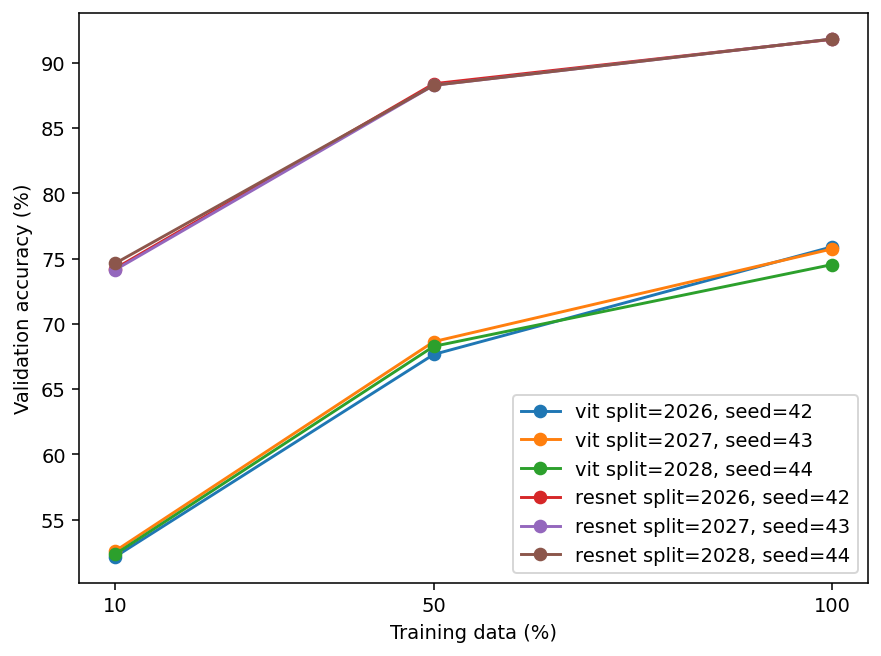 90
85
80
75
70
65
60
55
Validation accuracy (%)
vit split=2026, seed=42
vit split=2027, seed=43
vit split=2028, seed=44
resnet split=2026, seed=42
resnet split=2027, seed=43
resnet split=2028, seed=44
10 50 100
Training data (%)